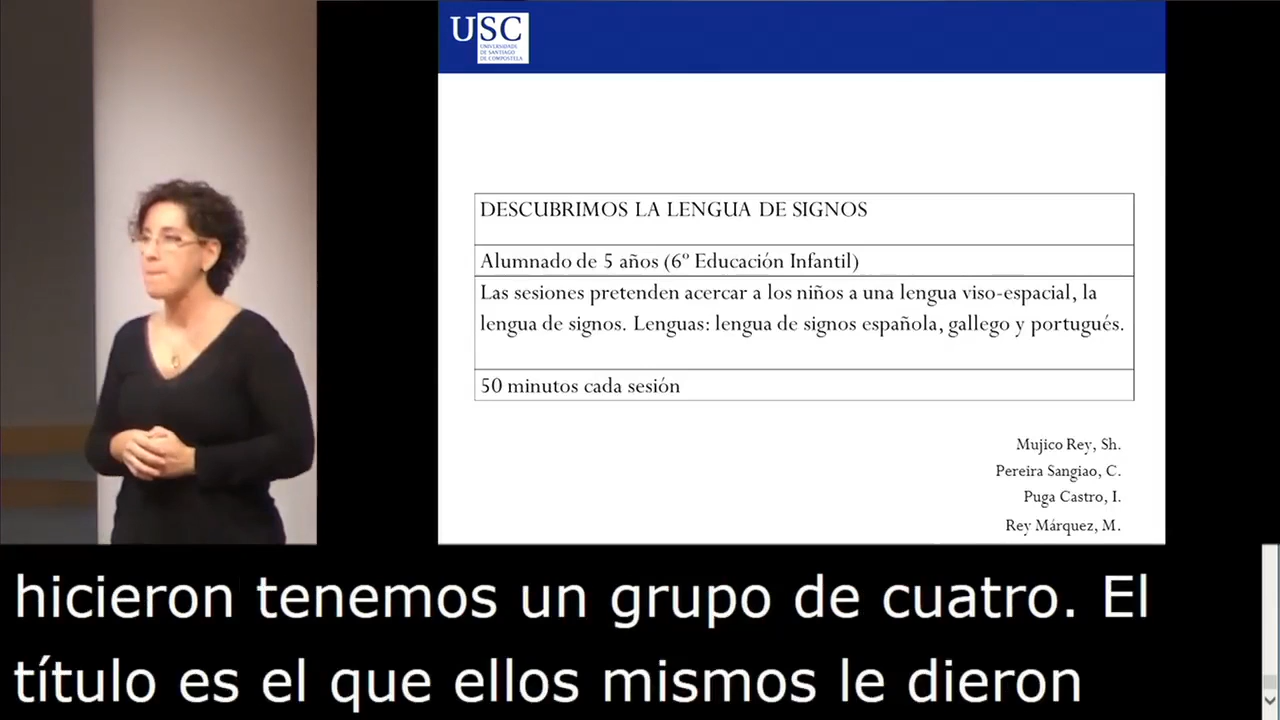 USC
UNIVERSIDADE
DE SANTIAGO
DE COMPOSTELA
DESCUBRIMOS LA LENGUA DE SIGNOS
Alumnado de 5 años (6º Educación Infantil)
Las sesiones pretenden acercar a los niños a una lengua viso-espacial, la
lengua de signos. Lenguas: lengua de signos española, gallego y portugués.
50 minutos cada sesión
Mujico Rey, Sh.
Pereira Sangiao, C.
Puga Castro, I.
Rey Márquez, M.
hicieron tenemos un grupo de cuatro. El
título es el que ellos mismos le dieron